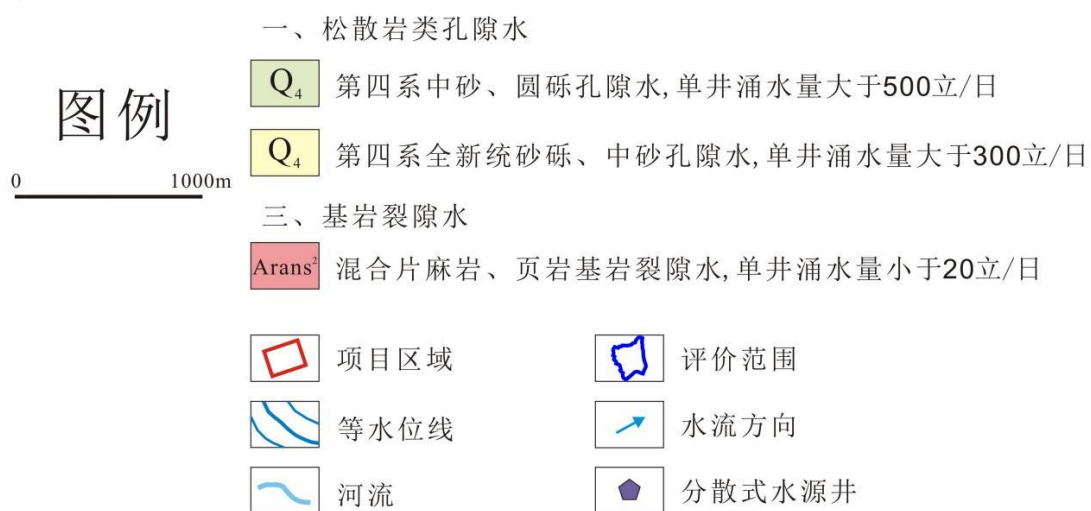 图例
0 1000m
一、松散岩类孔隙水
Q₄ 第四系中砂、圆砾孔隙水,单井涌水量大于500立/日
Q₄ 第四系全新统砂砾、中砂孔隙水,单井涌水量大于300立/日
三、基岩裂隙水
Arans² 混合片麻岩、页岩基岩裂隙水,单井涌水量小于20立/日
项目区域 评价范围
等水位线 水流方向
河流 分散式水源井